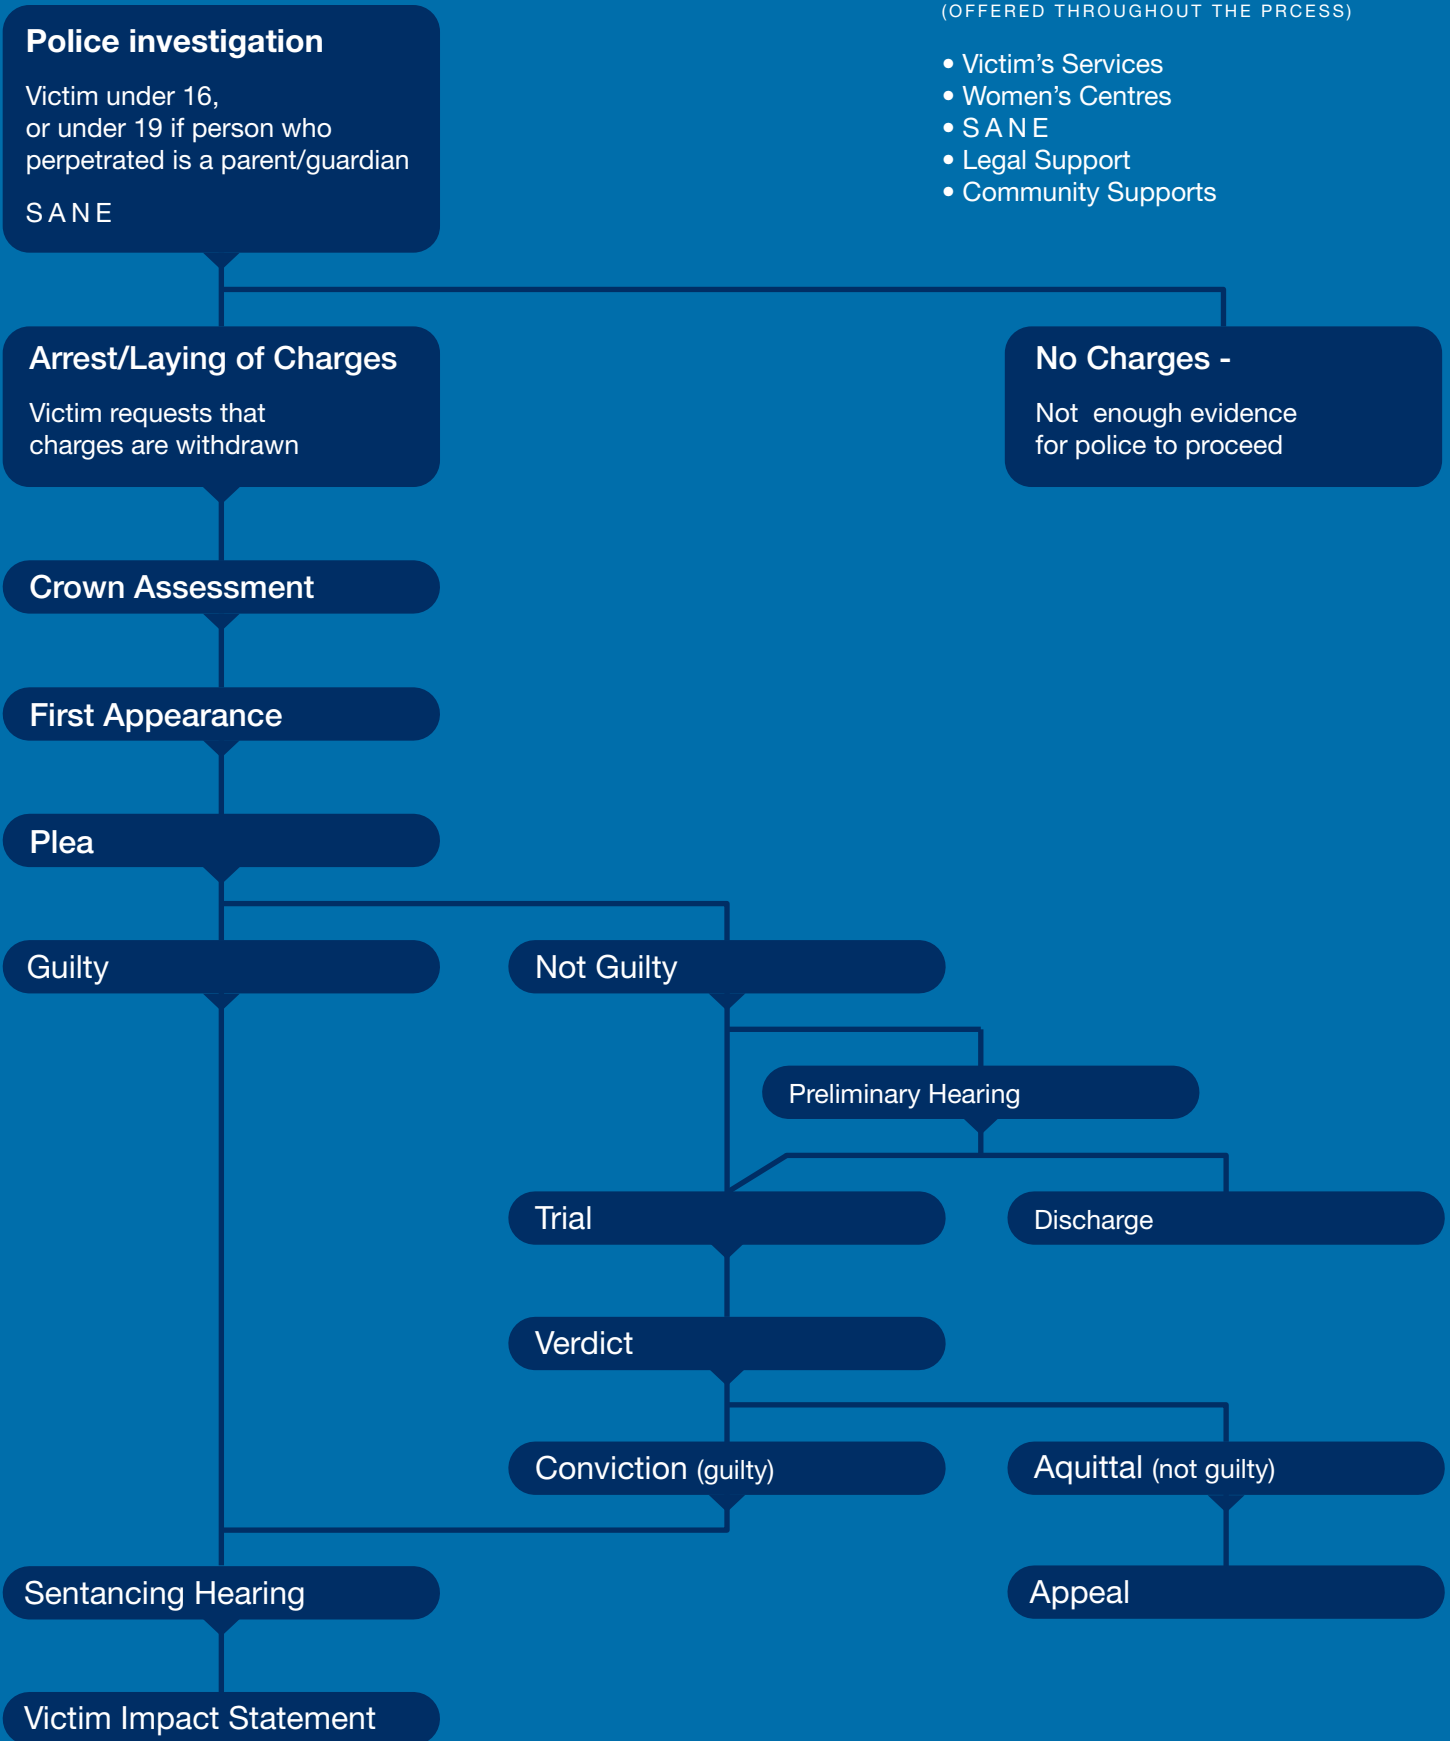 (OFFERED THROUGHOUT THE PRCESS)
• Victim’s Services
• Women’s Centres
• SANE
• Legal Support
• Community Supports
Police investigation
Victim under 16,
or under 19 if person who
perpetrated is a parent/guardian
SANE
Arrest/Laying of Charges
Victim requests that
charges are withdrawn
No Charges -
Not enough evidence
for police to proceed
Crown Assessment
First Appearance
Plea
Guilty
Not Guilty
Preliminary Hearing
Trial
Discharge
Verdict
Conviction (guilty)
Aquittal (not guilty)
Sentancing Hearing
Appeal
Victim Impact Statement